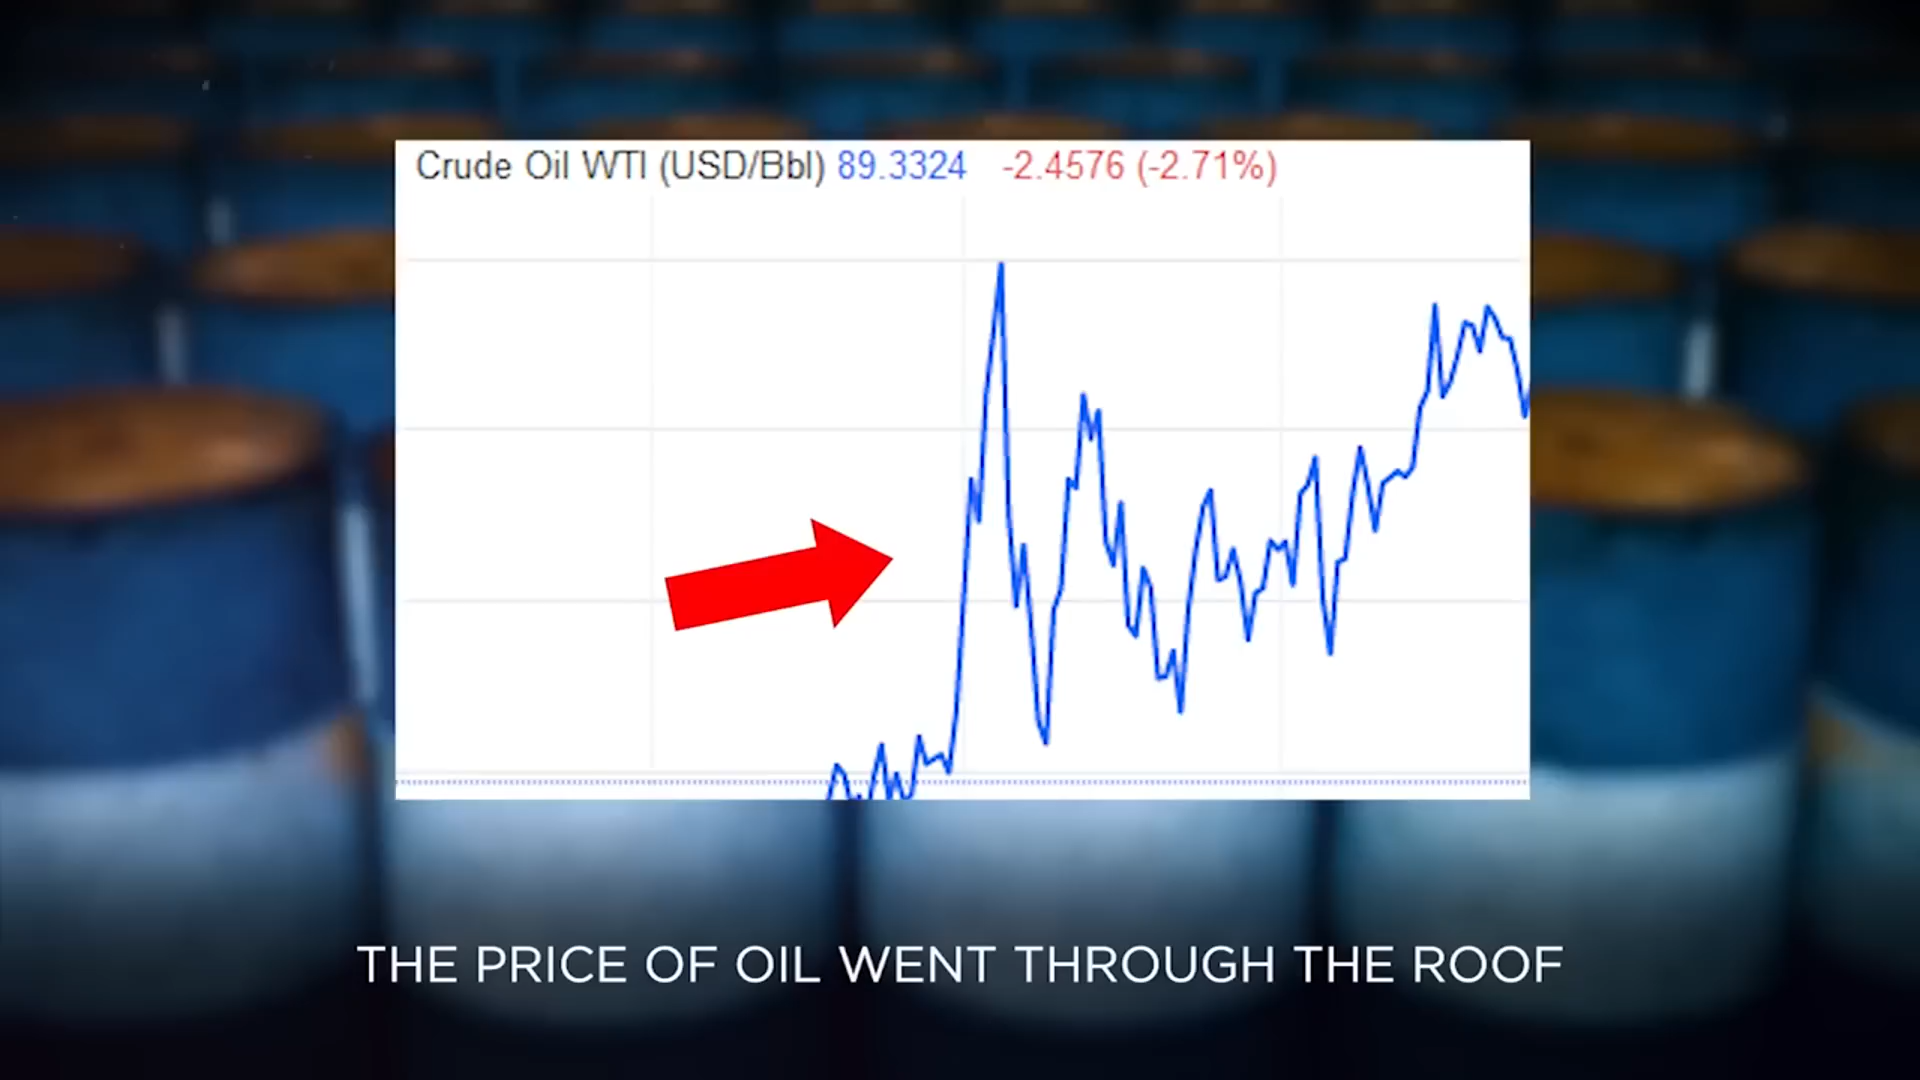 Crude Oil WTI (USD/Bbl) 89.3324 -2.4576 (-2.71%)
THE PRICE OF OIL WENT THROUGH THE ROOF